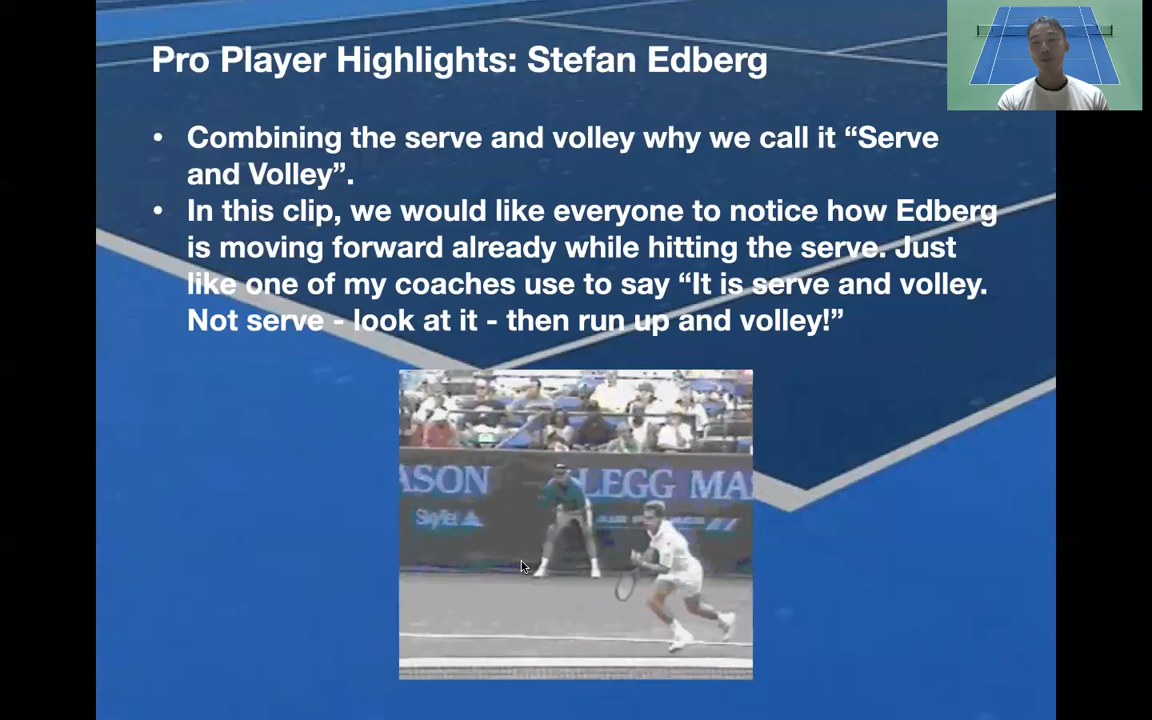 Pro Player Highlights: Stefan Edberg
• Combining the serve and volley why we call it “Serve
and Volley”.
• In this clip, we would like everyone to notice how Edberg
is moving forward already while hitting the serve. Just
like one of my coaches use to say “It is serve and volley.
Not serve - look at it - then run up and volley!”
ASON LEGG MA
SkyTel